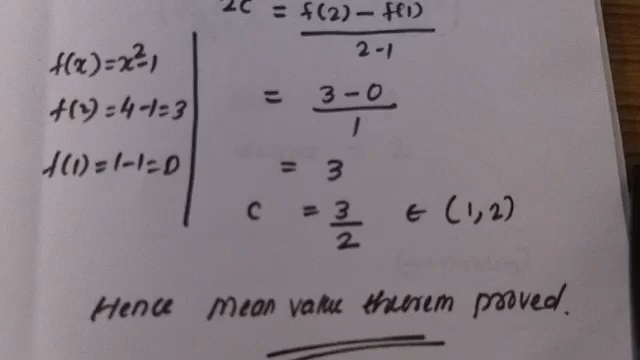 2c = f(2) - f(1)
2-1
f(x) = x²-1
f(2) = 4-1 = 3
f(1) = 1-1 = 0
= 3-0
1
= 3
c = 3/2 ∈ (1, 2)
Hence mean value theorem proved.